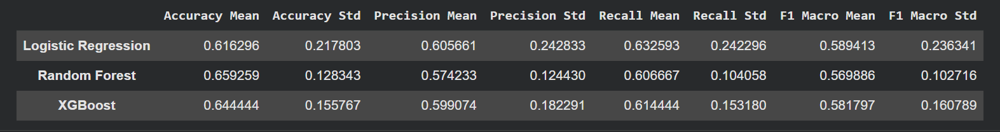 Accuracy Mean Accuracy Std Precision Mean Precision Std Recall Mean Recall Std F1 Macro Mean F1 Macro Std
Logistic Regression 0.616296 0.217803 0.605661 0.242833 0.632593 0.242296 0.589413 0.236341
Random Forest 0.659259 0.128343 0.574233 0.124430 0.606667 0.104058 0.569886 0.102716
XGBoost 0.644444 0.155767 0.599074 0.182291 0.614444 0.153180 0.581797 0.160789